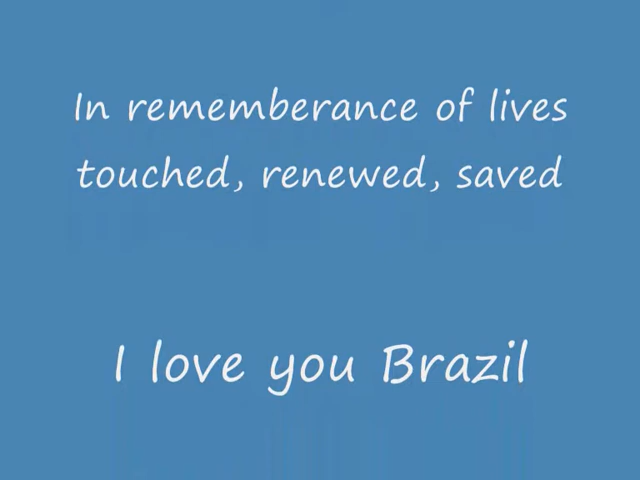 In rememberance of lives
touched, renewed, saved
I love you Brazil